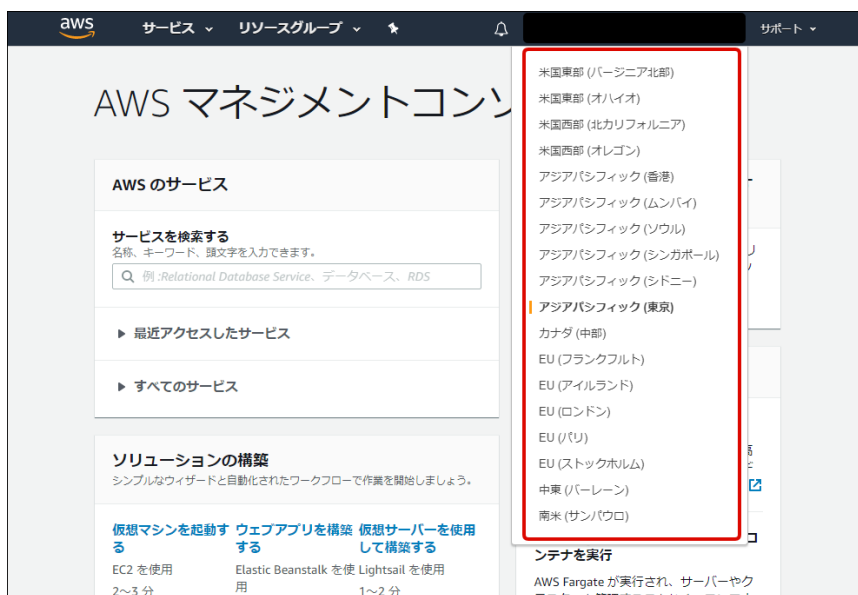 aws
サービス
リソースグループ
サポート
AWS マネジメントコンソ
AWS のサービス
サービスを検索する
名称、キーワード、頭文字を入力できます。
例 :Relational Database Service、データベース、RDS
最近アクセスしたサービス
すべてのサービス
ソリューションの構築
シンプルなウィザードと自動化されたワークフローで作業を開始しましょう。
仮想マシンを起動す
る
EC2 を使用
2～3 分
ウェブアプリを構築
する
Elastic Beanstalk を使
用
仮想サーバーを使用
して構築する
Lightsail を使用
1～2 分
米国東部 (バージニア北部)
米国東部 (オハイオ)
米国西部 (北カリフォルニア)
米国西部 (オレゴン)
アジアパシフィック (香港)
アジアパシフィック (ムンバイ)
アジアパシフィック (ソウル)
アジアパシフィック (シンガポール)
アジアパシフィック (シドニー)
アジアパシフィック (東京)
カナダ (中部)
EU (フランクフルト)
EU (アイルランド)
EU (ロンドン)
EU (パリ)
EU (ストックホルム)
中東 (バーレーン)
南米 (サンパウロ)
ンテナを実行
AWS Fargate が実行され、サーバーやク